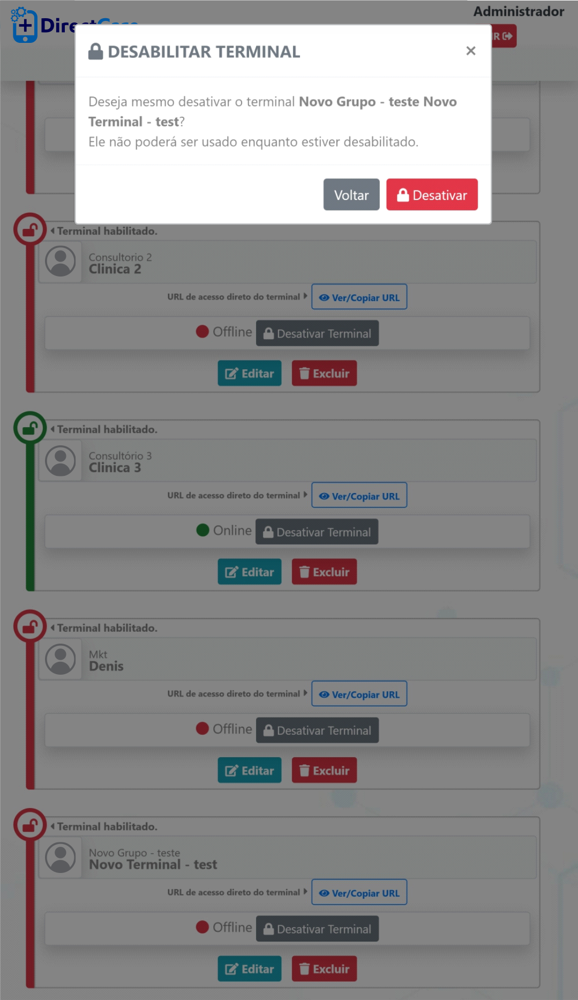 Administrador
DESABILITAR TERMINAL
×
Deseja mesmo desativar o terminal Novo Grupo - teste Novo
Terminal - test?
Ele não poderá ser usado enquanto estiver desabilitado.
Voltar
Desativar
Terminal habilitado.
Consultorio 2
Clinica 2
URL de acesso direto do terminal
Ver/Copiar URL
Offline
Desativar Terminal
Editar
Excluir
Terminal habilitado.
Consultório 3
Clinica 3
URL de acesso direto do terminal
Ver/Copiar URL
Online
Desativar Terminal
Editar
Excluir
Terminal habilitado.
Mkt
Denis
URL de acesso direto do terminal
Ver/Copiar URL
Offline
Desativar Terminal
Editar
Excluir
Terminal habilitado.
Novo Grupo - teste
Novo Terminal - test
URL de acesso direto do terminal
Ver/Copiar URL
Offline
Desativar Terminal
Editar
Excluir